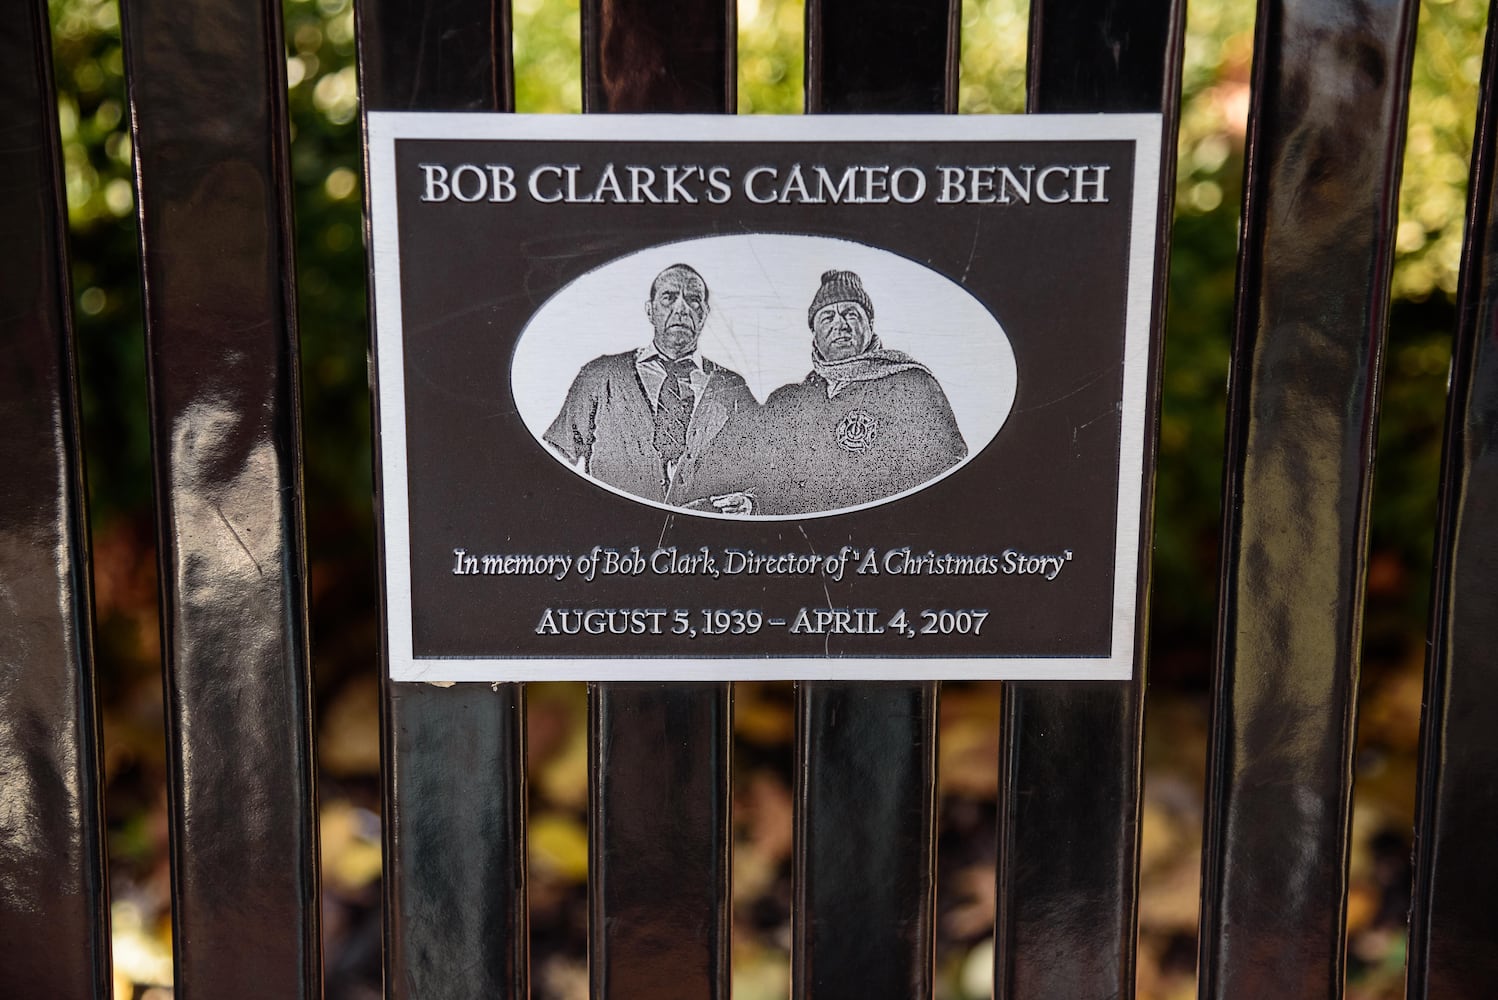 BOB CLARK'S CAMEO BENCH
In memory of Bob Clark, Director of "A Christmas Story"
AUGUST 5, 1939 – APRIL 4, 2007